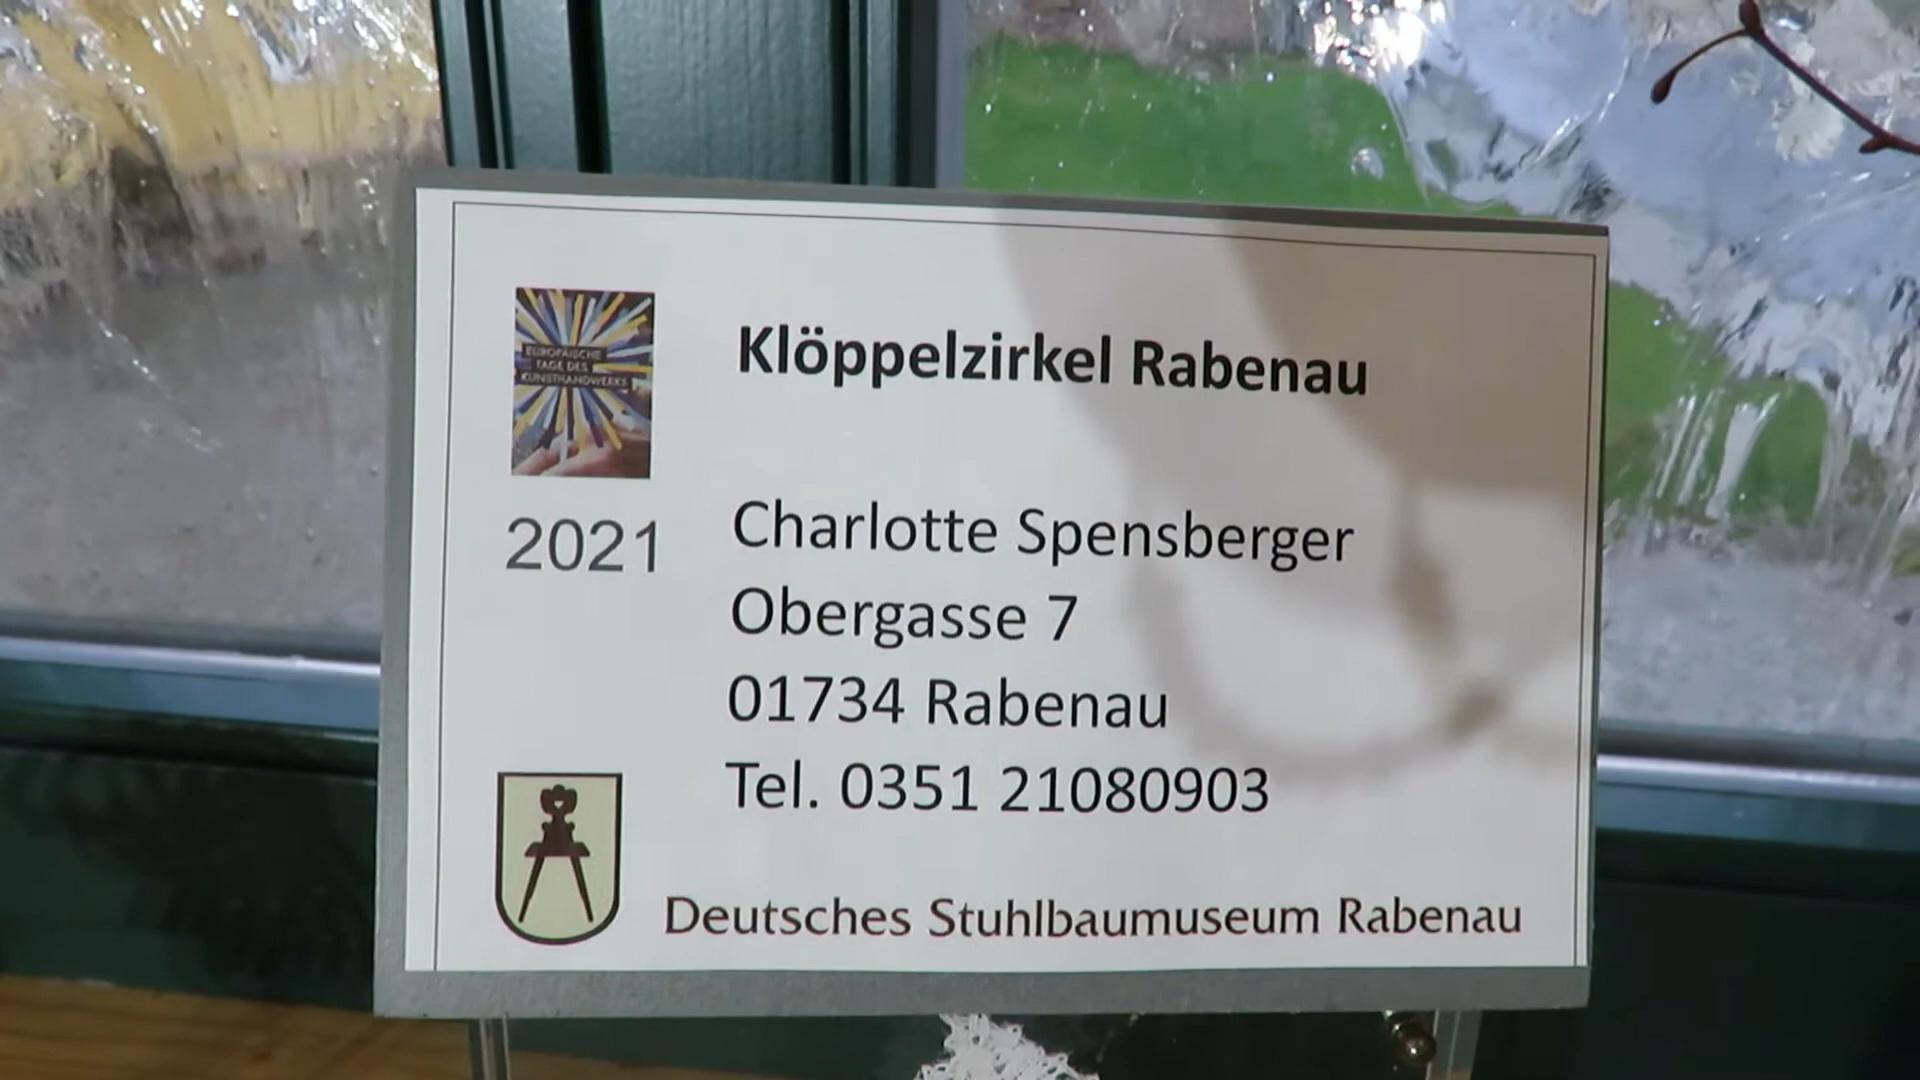 Klöppelzirkel Rabenau
EUROPÄISCHE
TAGE DES
KUNSTHANDWERKS
2021
Charlotte Spensberger
Obergasse 7
01734 Rabenau
Tel. 0351 21080903
Deutsches Stuhlbaumuseum Rabenau